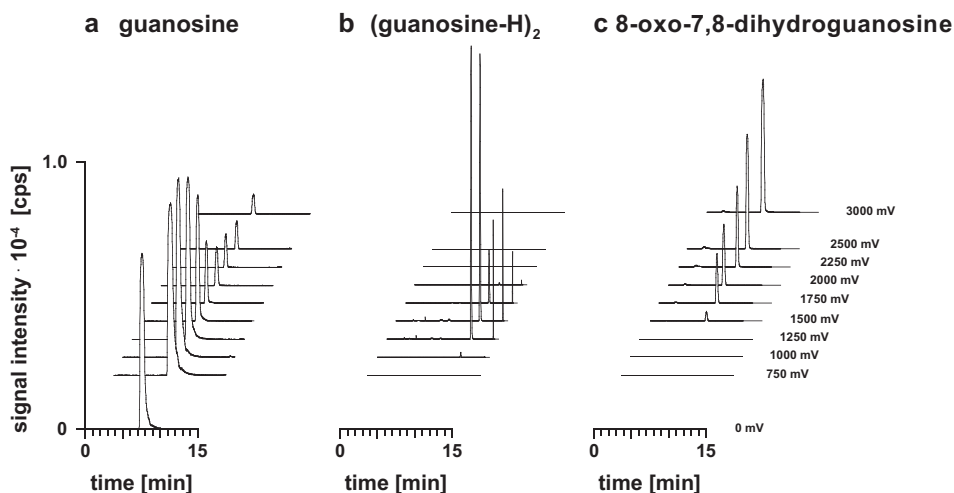 a guanosine
b (guanosine-H)2
c 8-oxo-7,8-dihydroguanosine
signal intensity · 10-4 [cps]
1.0
0
3000 mV
2500 mV
2250 mV
2000 mV
1750 mV
1500 mV
1250 mV
1000 mV
750 mV
0 mV
0 15
0 15
0 15
time [min]
time [min]
time [min]